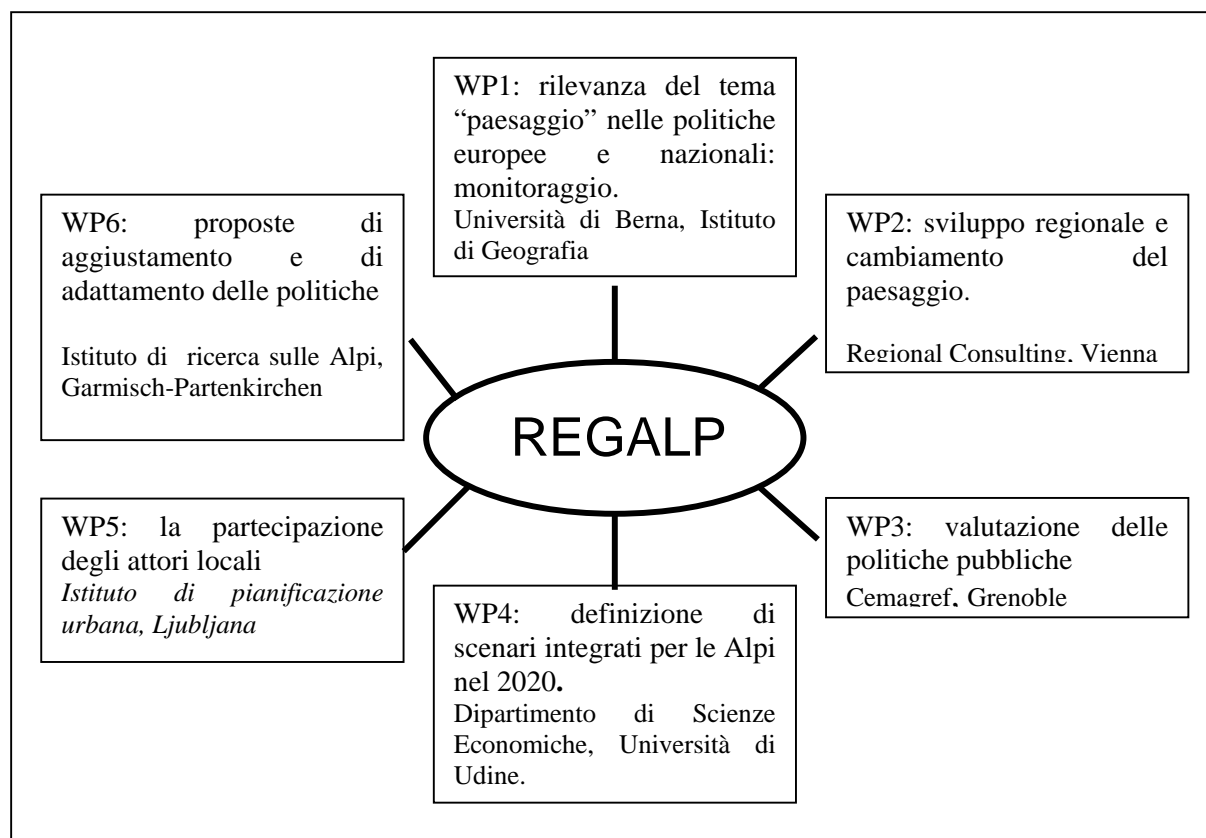 WP1: rilevanza del tema
“paesaggio” nelle politiche
europee e nazionali:
monitoraggio.
Università di Berna, Istituto
di Geografia
WP2: sviluppo regionale e
cambiamento del
paesaggio.
Regional Consulting, Vienna
WP3: valutazione delle
politiche pubbliche
Cemagref, Grenoble
WP4: definizione di
scenari integrati per le Alpi
nel 2020.
Dipartimento di Scienze
Economiche, Università di
Udine.
WP5: la partecipazione
degli attori locali
Istituto di pianificazione
urbana, Ljubljana
WP6: proposte di
aggiustamento e di
adattamento delle politiche
Istituto di ricerca sulle Alpi,
Garmisch-Partenkirchen
REGALP